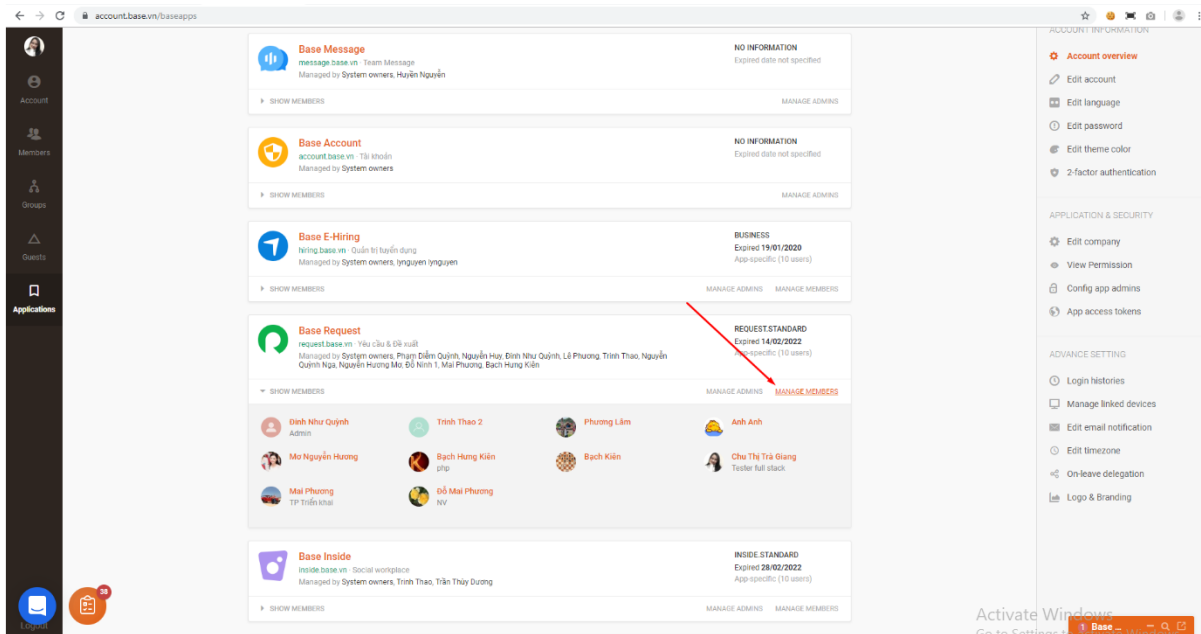 account.base.vn/baseapps
Account
Members
Groups
Guests
Applications
Logout
38
Base Message
message.base.vn · Team Message
Managed by System owners, Huyền Nguyễn
NO INFORMATION
Expired date not specified
SHOW MEMBERS
MANAGE ADMINS
Base Account
account.base.vn · Tài khoản
Managed by System owners
NO INFORMATION
Expired date not specified
SHOW MEMBERS
MANAGE ADMINS
Base E-Hiring
hiring.base.vn · Quản trị tuyển dụng
Managed by System owners, lynguyen lynguyen
BUSINESS
Expired 19/01/2020
App-specific (10 users)
SHOW MEMBERS
MANAGE ADMINS MANAGE MEMBERS
Base Request
request.base.vn · Yêu cầu & Đề xuất
Managed by System owners, Phạm Diễm Quỳnh, Nguyễn Huy, Đinh Như Quỳnh, Lê Phương, Trinh Thao, Nguyễn
Quỳnh Nga, Nguyễn Hương Mơ, Đỗ Ninh 1, Mai Phương, Bạch Hưng Kiên
REQUEST.STANDARD
Expired 14/02/2022
App-specific (10 users)
SHOW MEMBERS
MANAGE ADMINS MANAGE MEMBERS
Đinh Như Quỳnh
Admin
Trinh Thao 2
Phương Lâm
Anh Anh
Mơ Nguyễn Hương
Bạch Hưng Kiên
php
Bạch Kiên
Chu Thị Trà Giang
Tester full stack
Mai Phương
TP Triển khai
Đỗ Mai Phương
NV
Base Inside
inside.base.vn · Social workplace
Managed by System owners, Trinh Thao, Trần Thùy Dương
INSIDE.STANDARD
Expired 28/02/2022
App-specific (10 users)
SHOW MEMBERS
MANAGE ADMINS MANAGE MEMBERS
ACCOUNT INFORMATION
Account overview
Edit account
Edit language
Edit password
Edit theme color
2-factor authentication
APPLICATION & SECURITY
Edit company
View Permission
Config app admins
App access tokens
ADVANCE SETTING
Login histories
Manage linked devices
Edit email notification
Edit timezone
On-leave delegation
Logo & Branding
Activate Windows
Go to Settings to
1 Base ...